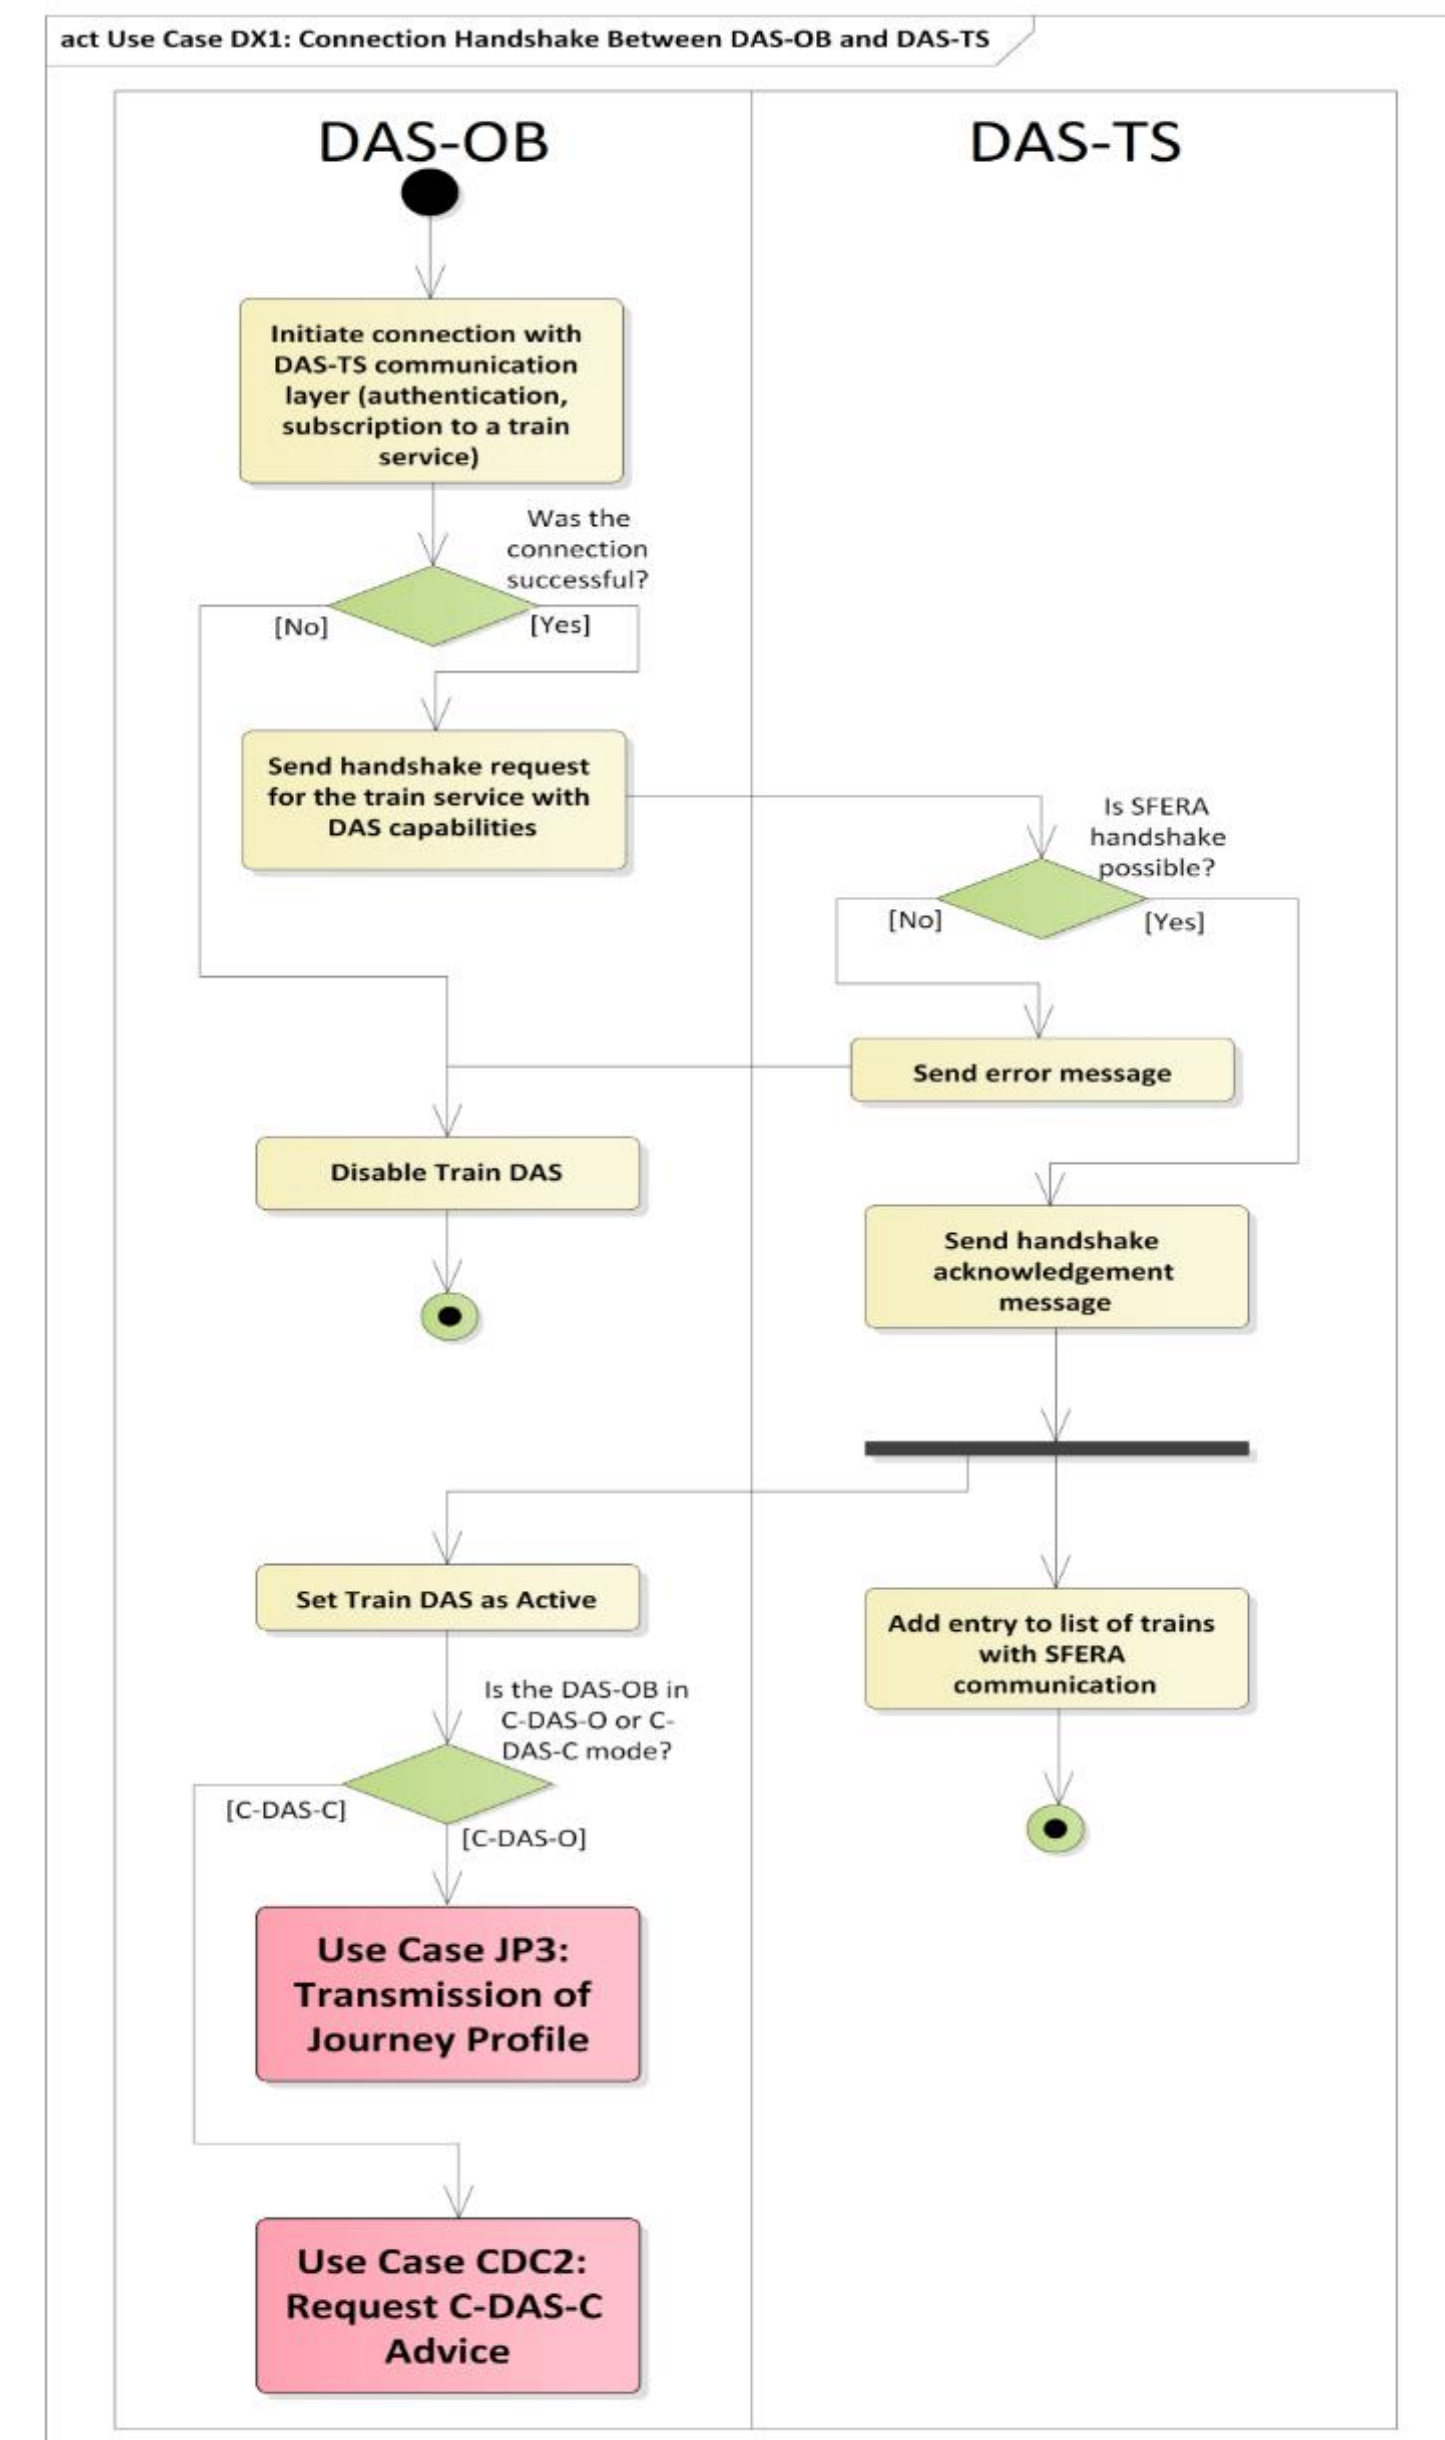 act Use Case DX1: Connection Handshake Between DAS-OB and DAS-TS
DAS-OB
DAS-TS
Initiate connection with
DAS-TS communication
layer (authentication,
subscription to a train
service)
Was the
connection
successful?
[No]
[Yes]
Send handshake request
for the train service with
DAS capabilities
Is SFERA
handshake
possible?
[No]
[Yes]
Send error message
Disable Train DAS
Send handshake
acknowledgement
message
Set Train DAS as Active
Add entry to list of trains
with SFERA
communication
Is the DAS-OB in
C-DAS-O or C-
DAS-C mode?
[C-DAS-C]
[C-DAS-O]
Use Case JP3:
Transmission of
Journey Profile
Use Case CDC2:
Request C-DAS-C
Advice